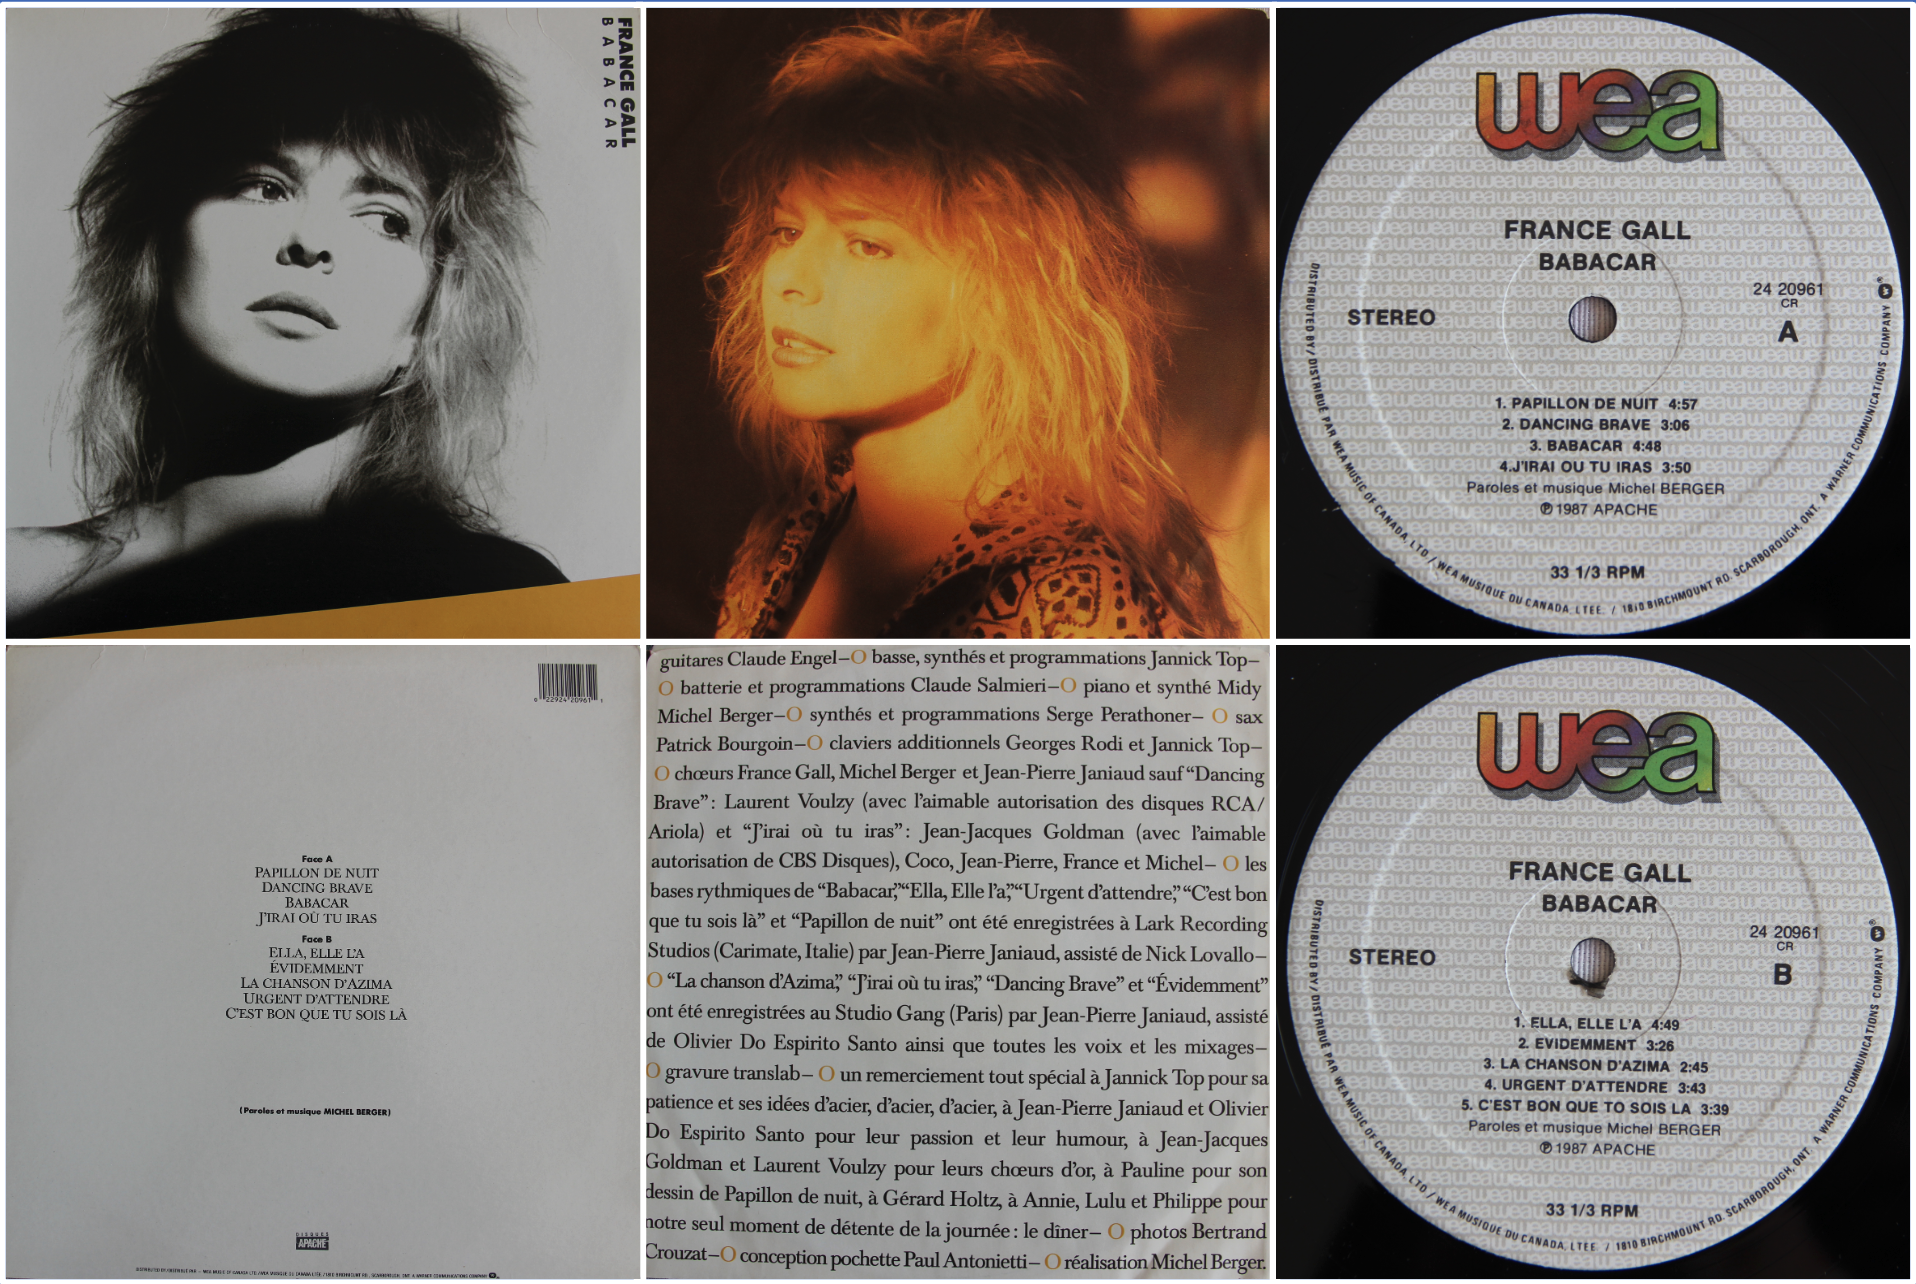 FRANCE GALL
BABACAR
wea
FRANCE GALL
BABACAR
STEREO
24 20961
CR
A
1. PAPILLON DE NUIT 4:57
2. DANCING BRAVE 3:06
3. BABACAR 4:48
4.J'IRAI OU TU IRAS 3:50
Paroles et musique Michel BERGER
℗ 1987 APACHE
33 1/3 RPM
DISTRIBUTED BY/DISTRIBUÉ PAR WEA MUSIC OF CANADA, LTD / WEA MUSIQUE DU CANADA, LTEE. / 1810 BIRCHMOUNT RD. SCARBOROUGH, ONT. A WARNER COMMUNICATIONS COMPANY
0 22924 20961 1
Face A
PAPILLON DE NUIT
DANCING BRAVE
BABACAR
J'IRAI OÙ TU IRAS
Face B
ELLA, ELLE L'A
ÉVIDEMMENT
LA CHANSON D'AZIMA
URGENT D'ATTENDRE
C'EST BON QUE TU SOIS LÀ
(Paroles et musique MICHEL BERGER)
DISQUES
APACHE
guitares Claude Engel–O basse, synthés et programmations Jannick Top–
O batterie et programmations Claude Salmieri–O piano et synthé Midy
Michel Berger–O synthés et programmations Serge Perathoner– O sax
Patrick Bourgoin–O claviers additionnels Georges Rodi et Jannick Top–
O chœurs France Gall, Michel Berger et Jean-Pierre Janiaud sauf “Dancing
Brave”: Laurent Voulzy (avec l'aimable autorisation des disques RCA/
Ariola) et “J'irai où tu iras”: Jean-Jacques Goldman (avec l'aimable
autorisation de CBS Disques), Coco, Jean-Pierre, France et Michel– O les
bases rythmiques de “Babacar,”“Ella, Elle l'a,”“Urgent d'attendre,”“C'est bon
que tu sois là” et “Papillon de nuit” ont été enregistrées à Lark Recording
Studios (Carimate, Italie) par Jean-Pierre Janiaud, assisté de Nick Lovallo–
O “La chanson d'Azima,” “J'irai où tu iras,” “Dancing Brave” et “Évidemment”
ont été enregistrées au Studio Gang (Paris) par Jean-Pierre Janiaud, assisté
de Olivier Do Espirito Santo ainsi que toutes les voix et les mixages–
O gravure translab– O un remerciement tout spécial à Jannick Top pour sa
patience et ses idées d'acier, d'acier, d'acier, à Jean-Pierre Janiaud et Olivier
Do Espirito Santo pour leur passion et leur humour, à Jean-Jacques
Goldman et Laurent Voulzy pour leurs chœurs d'or, à Pauline pour son
dessin de Papillon de nuit, à Gérard Holtz, à Annie, Lulu et Philippe pour
notre seul moment de détente de la journée : le dîner– O photos Bertrand
Crouzat–O conception pochette Paul Antonietti–O réalisation Michel Berger.
wea
FRANCE GALL
BABACAR
STEREO
24 20961
CR
B
1. ELLA, ELLE L'A 4:49
2. EVIDEMMENT 3:26
3. LA CHANSON D'AZIMA 2:45
4. URGENT D'ATTENDRE 3:43
5. C'EST BON QUE TO SOIS LA 3:39
Paroles et musique Michel BERGER
℗ 1987 APACHE
33 1/3 RPM
DISTRIBUTED BY/DISTRIBUÉ PAR WEA MUSIC OF CANADA, LTD / WEA MUSIQUE DU CANADA, LTEE. / 1810 BIRCHMOUNT RD. SCARBOROUGH, ONT. A WARNER COMMUNICATIONS COMPANY